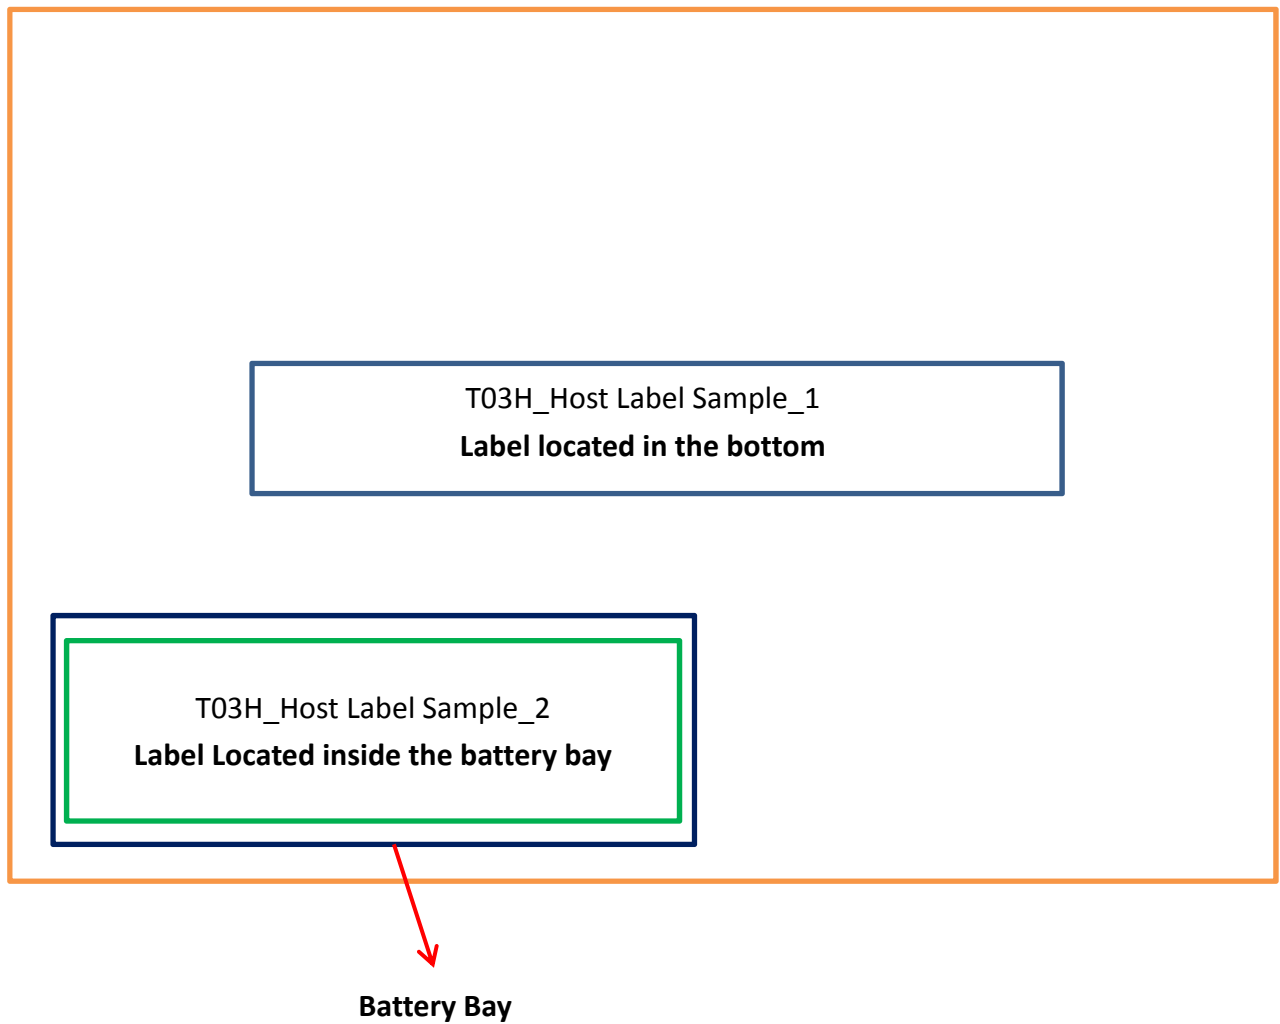 T03H_Host Label Sample_1
Label located in the bottom
T03H_Host Label Sample_2
Label Located inside the battery bay
Battery Bay